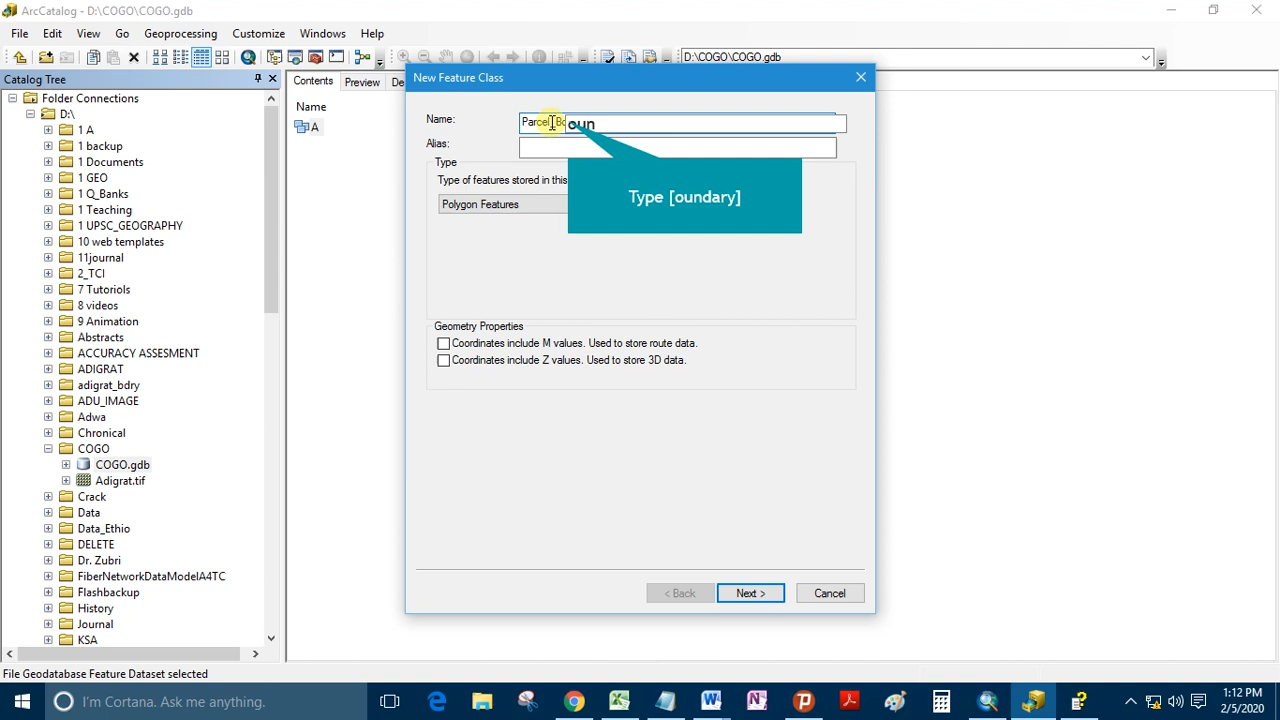 ArcCatalog - D:\COGO\COGO.gdb
File Edit View Go Geoprocessing Customize Windows Help
D:\COGO\COGO.gdb
Catalog Tree
Folder Connections
D:\
1 A
1 backup
1 Documents
1 GEO
1 Q_Banks
1 Teaching
1 UPSC_GEOGRAPHY
10 web templates
11journal
2_TCI
7 Tutoriols
8 videos
9 Animation
Abstracts
ACCURACY ASSESMENT
ADIGRAT
adigrat_bdry
ADU_IMAGE
Adwa
Chronical
COGO
COGO.gdb
Adigrat.tif
Crack
Data
Data_Ethio
DELETE
Dr. Zubri
FiberNetworkDataModelA4TC
Flashbackup
History
Journal
KSA
Contents Preview De
Name
A
New Feature Class
Name:
Parcel_Bo oun
Alias:
Type
Type of features stored in this
Polygon Features
Type [oundary]
Geometry Properties
Coordinates include M values. Used to store route data.
Coordinates include Z values. Used to store 3D data.
< Back Next > Cancel
File Geodatabase Feature Dataset selected
I'm Cortana. Ask me anything.
1:12 PM
2/5/2020